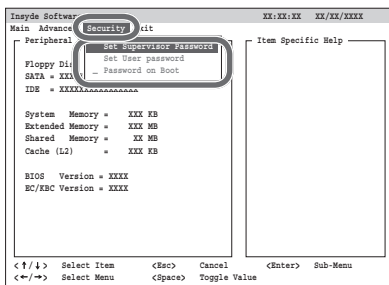 Insyde Software XX:XX:XX XX/XX/XXXX
Main Advance Security xit
Peripheral Item Specific Help
Set Supervisor Password
Set User password
Floppy Di
_ Password on Boot
SATA = XXX
IDE = XXXXXXXXXXXXXXXX
System Memory = XXX KB
Extended Memory = XXX MB
Shared Memory = XX MB
Cache (L2) = XXX KB
BIOS Version = XXXX
EC/KBC Version = XXXX
<↑/↓> Select Item <Esc> Cancel <Enter> Sub-Menu
<←/→> Select Menu <Space> Toggle Value